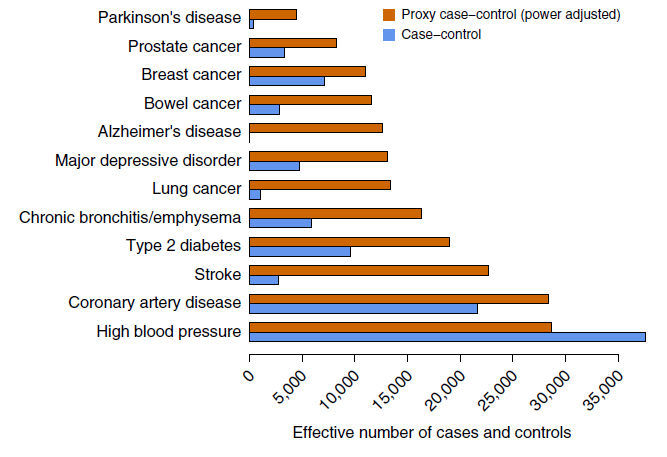 Parkinson's disease
Prostate cancer
Breast cancer
Bowel cancer
Alzheimer's disease
Major depressive disorder
Lung cancer
Chronic bronchitis/emphysema
Type 2 diabetes
Stroke
Coronary artery disease
High blood pressure
Proxy case−control (power adjusted)
Case−control
0
5,000
10,000
15,000
20,000
25,000
30,000
35,000
Effective number of cases and controls